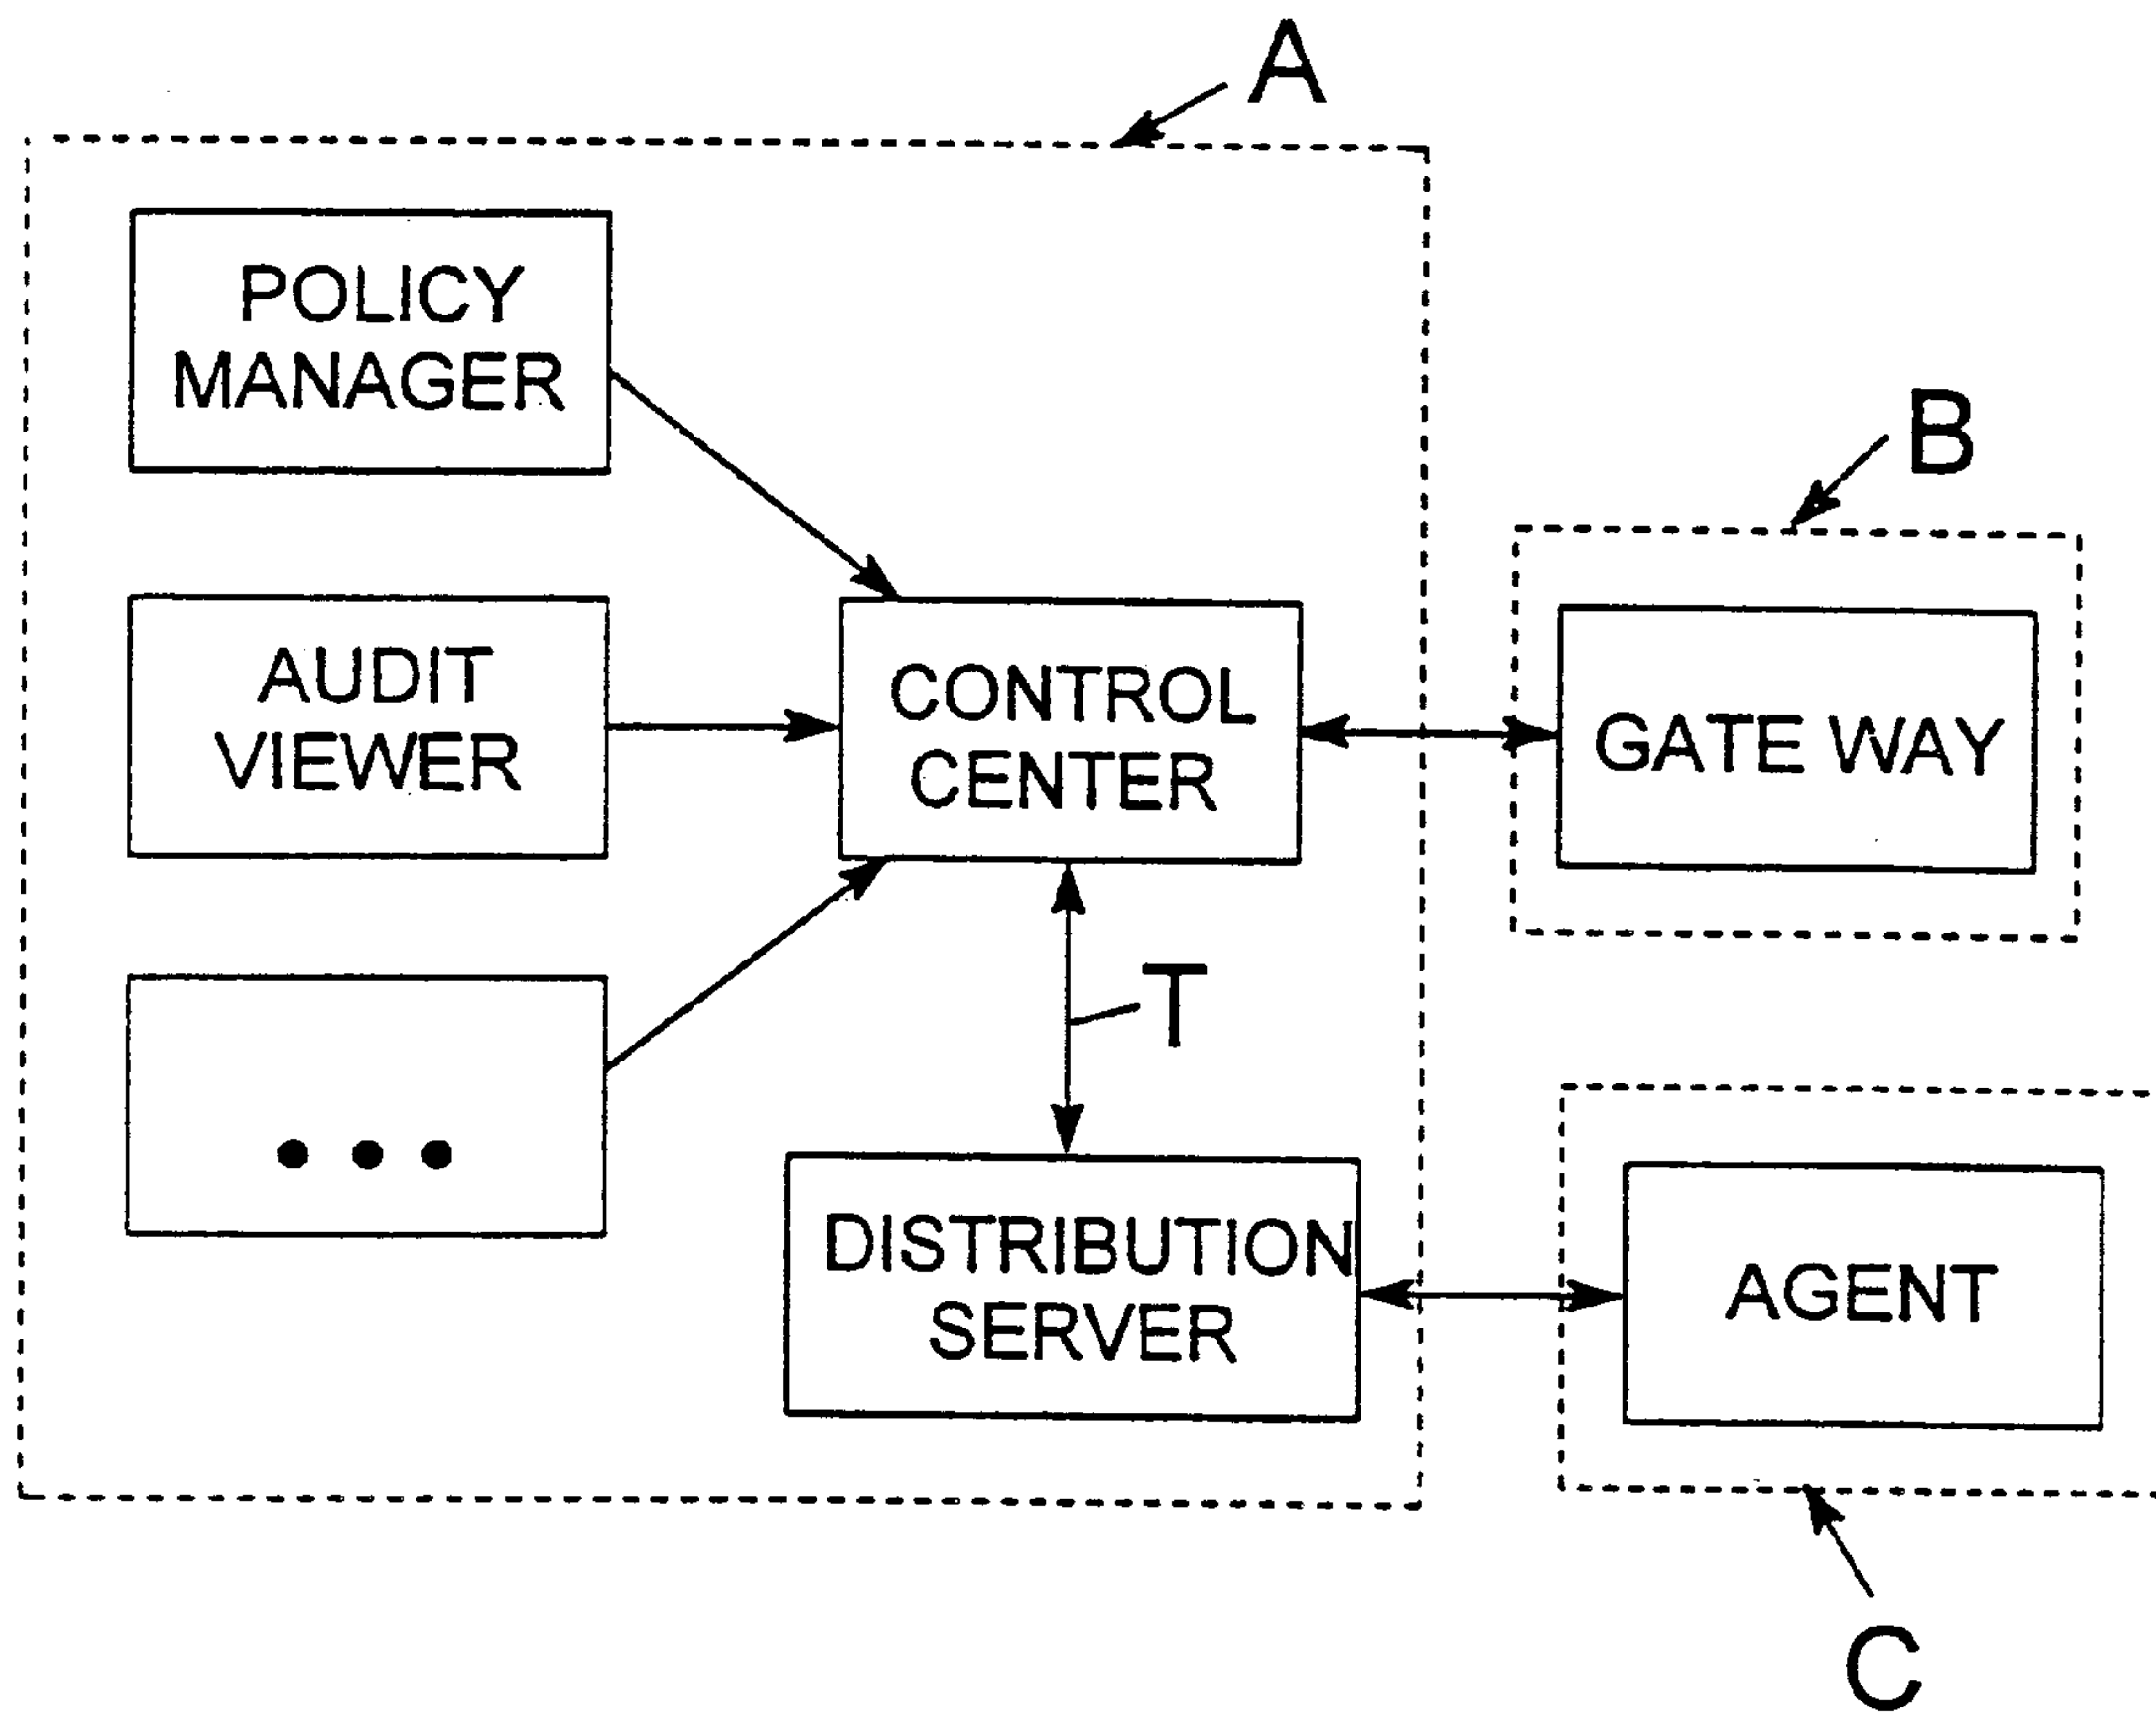 A
POLICY
MANAGER
B
AUDIT
VIEWER
CONTROL
CENTER
GATE WAY
T
• • •
DISTRIBUTION
SERVER
AGENT
C